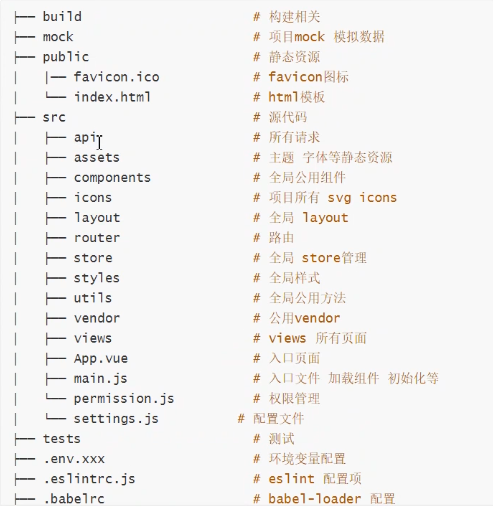 ├── build                      # 构建相关
├── mock                       # 项目mock 模拟数据
├── public                     # 静态资源
│   │── favicon.ico            # favicon图标
│   └── index.html             # html模板
├── src                        # 源代码
│   ├── api                    # 所有请求
│   ├── assets                 # 主题 字体等静态资源
│   ├── components             # 全局公用组件
│   ├── icons                  # 项目所有 svg icons
│   ├── layout                 # 全局 layout
│   ├── router                 # 路由
│   ├── store                  # 全局 store管理
│   ├── styles                 # 全局样式
│   ├── utils                  # 全局公用方法
│   ├── vendor                 # 公用vendor
│   ├── views                  # views 所有页面
│   ├── App.vue                # 入口页面
│   ├── main.js                # 入口文件 加载组件 初始化等
│   └── permission.js          # 权限管理
│   └── settings.js          # 配置文件
├── tests                      # 测试
├── .env.xxx                   # 环境变量配置
├── .eslintrc.js               # eslint 配置项
├── .babelrc                   # babel-loader 配置